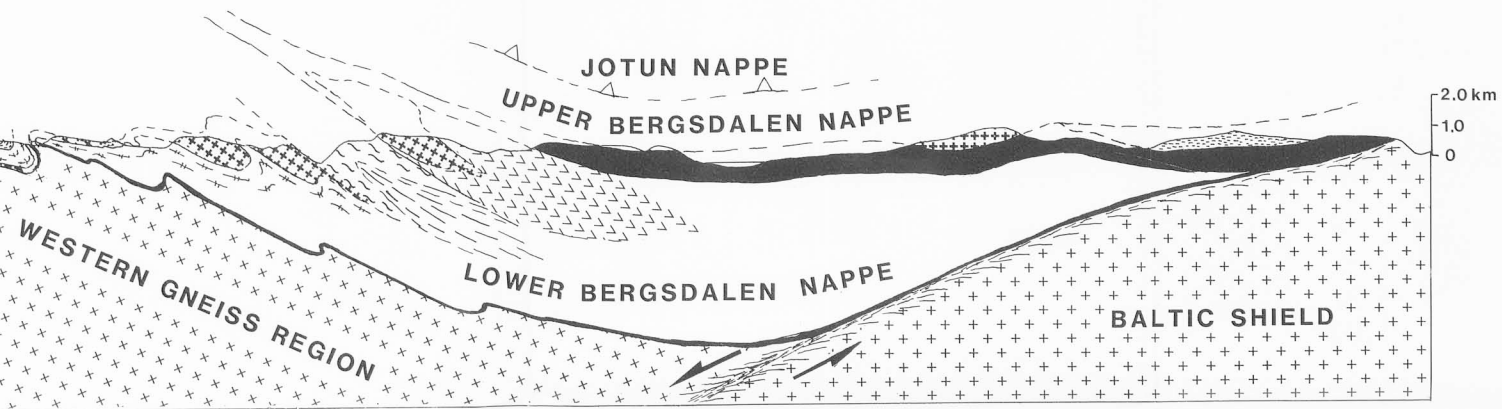 JOTUN NAPPE
UPPER BERGSDALEN NAPPE
2.0 km
1.0
0
WESTERN GNEISS REGION
LOWER BERGSDALEN NAPPE
BALTIC SHIELD